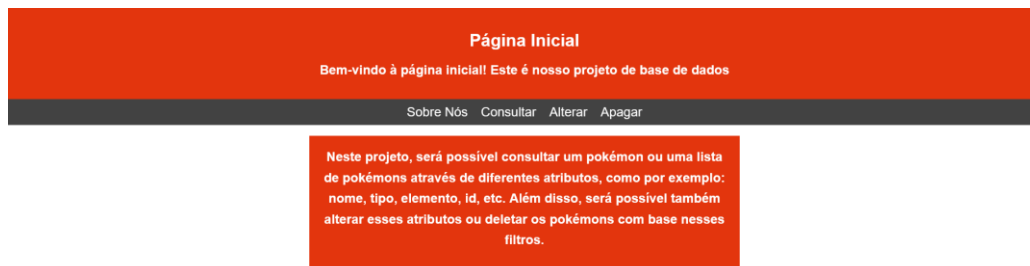 Página Inicial
Bem-vindo à página inicial! Este é nosso projeto de base de dados
Sobre Nós Consultar Alterar Apagar
Neste projeto, será possível consultar um pokémon ou uma lista
de pokémons através de diferentes atributos, como por exemplo:
nome, tipo, elemento, id, etc. Além disso, será possível também
alterar esses atributos ou deletar os pokémons com base nesses
filtros.